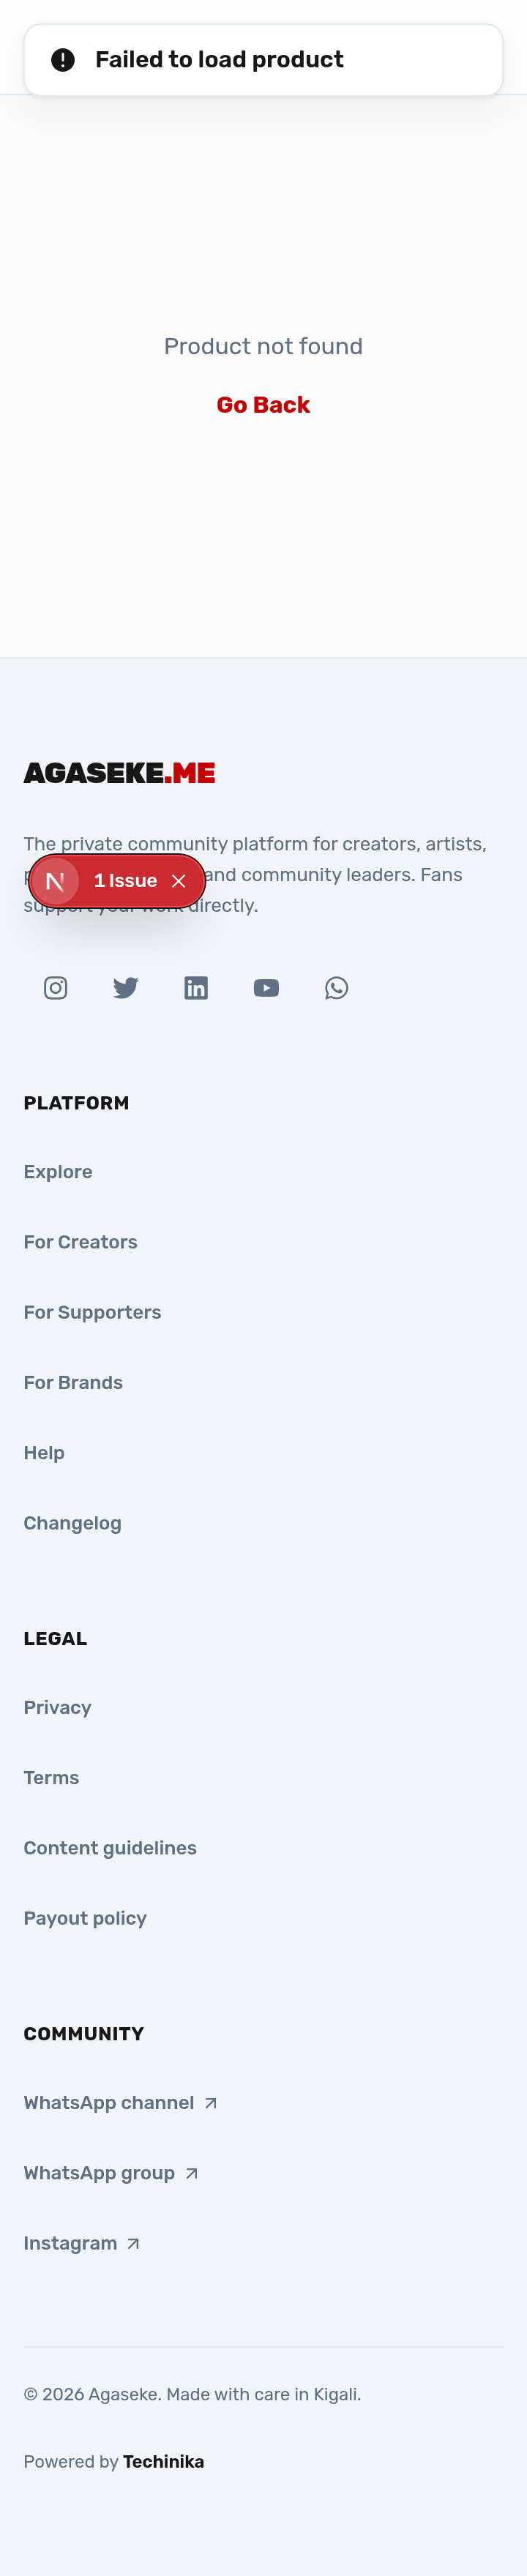 Failed to load product
Product not found
Go Back
AGASEKE.ME
The private community platform for creators, artists,
and community leaders. Fans
support your work directly.
1 Issue
PLATFORM
Explore
For Creators
For Supporters
For Brands
Help
Changelog
LEGAL
Privacy
Terms
Content guidelines
Payout policy
COMMUNITY
WhatsApp channel
WhatsApp group
Instagram
© 2026 Agaseke. Made with care in Kigali.
Powered by Techinika